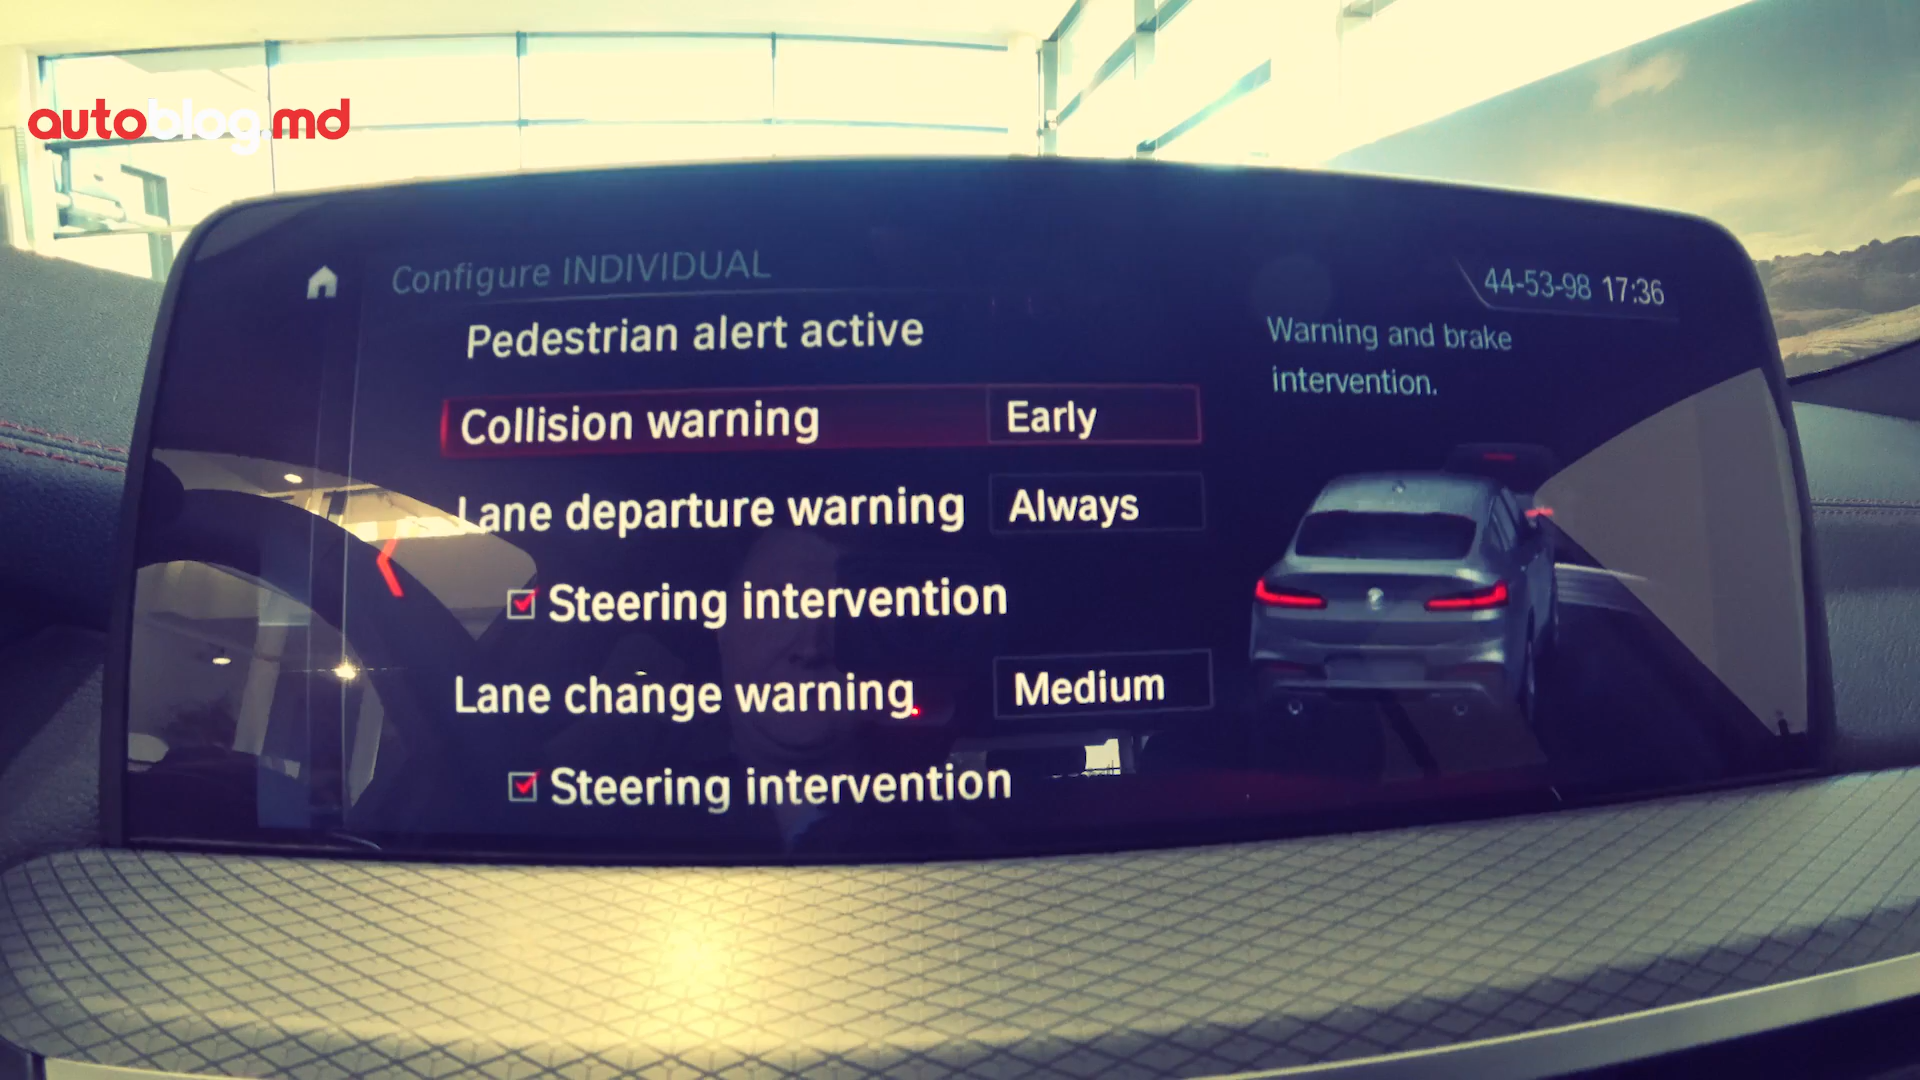 autoblog.md
Configure INDIVIDUAL
44-53-98 17:36
Pedestrian alert active
Warning and brake
intervention.
Collision warning Early
Lane departure warning Always
Steering intervention
Lane change warning Medium
Steering intervention